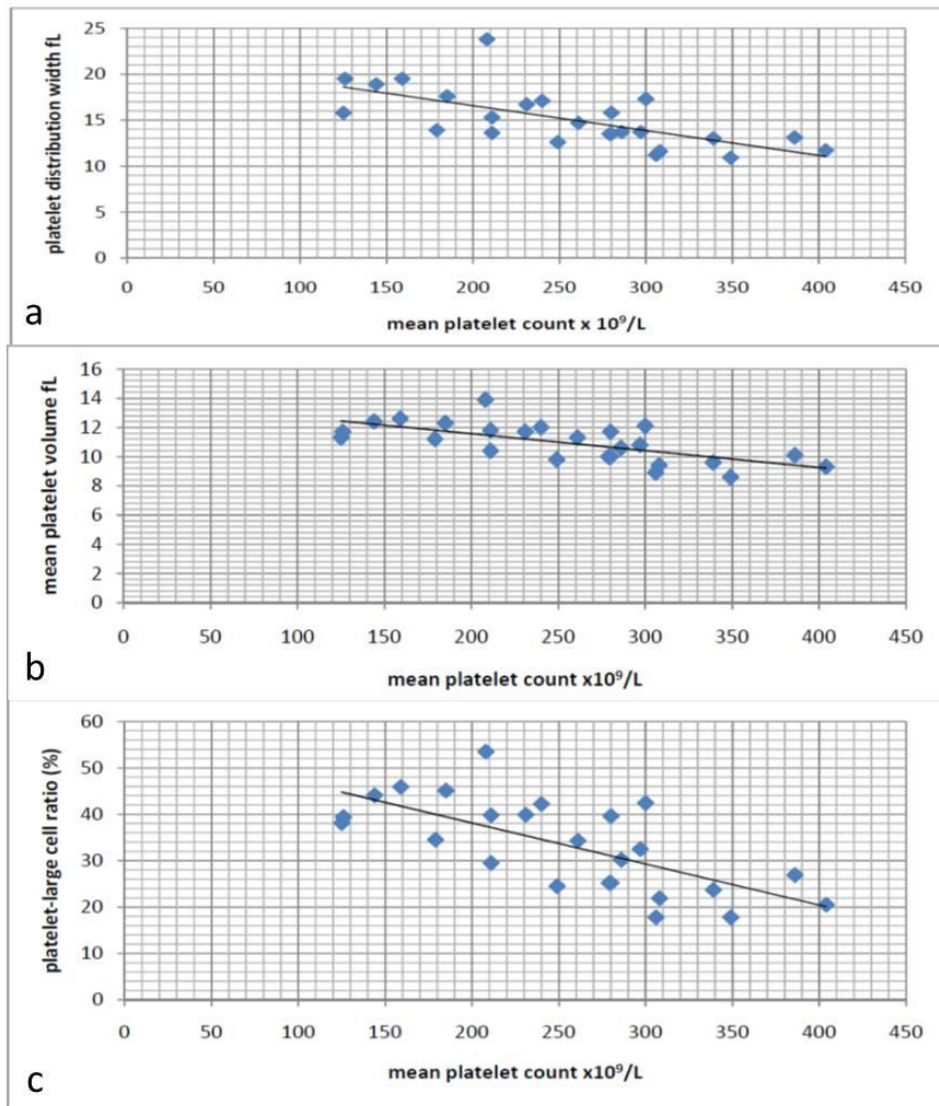 25
20
15
10
5
0
platelet distribution width fL
0 50 100 150 200 250 300 350 400 450
mean platelet count x 10⁹/L
a
16
14
12
10
8
6
4
2
0
mean platelet volume fL
0 50 100 150 200 250 300 350 400 450
mean platelet count x10⁹/L
b
60
50
40
30
20
10
0
platelet-large cell ratio (%)
0 50 100 150 200 250 300 350 400 450
mean platelet count x10⁹/L
c